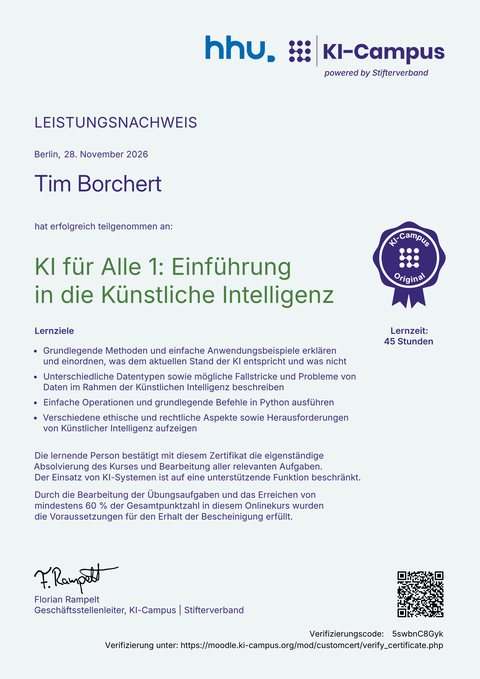 hhu.
KI-Campus
powered by Stifterverband
LEISTUNGSNACHWEIS
Berlin, 28. November 2026
Tim Borchert
hat erfolgreich teilgenommen an:
KI für Alle 1: Einführung
in die Künstliche Intelligenz
KI-Campus
Original
Lernzeit:
45 Stunden
Lernziele
• Grundlegende Methoden und einfache Anwendungsbeispiele erklären
und einordnen, was dem aktuellen Stand der KI entspricht und was nicht
• Unterschiedliche Datentypen sowie mögliche Fallstricke und Probleme von
Daten im Rahmen der Künstlichen Intelligenz beschreiben
• Einfache Operationen und grundlegende Befehle in Python ausführen
• Verschiedene ethische und rechtliche Aspekte sowie Herausforderungen
von Künstlicher Intelligenz aufzeigen
Die lernende Person bestätigt mit diesem Zertifikat die eigenständige
Absolvierung des Kurses und Bearbeitung aller relevanten Aufgaben.
Der Einsatz von KI-Systemen ist auf eine unterstützende Funktion beschränkt.
Durch die Bearbeitung der Übungsaufgaben und das Erreichen von
mindestens 60 % der Gesamtpunktzahl in diesem Onlinekurs wurden
die Voraussetzungen für den Erhalt der Bescheinigung erfüllt.
F. Rampelt
Florian Rampelt
Geschäftsstellenleiter, KI-Campus | Stifterverband
Verifizierungscode: 5swbnC8Gyk
Verifizierung unter: https://moodle.ki-campus.org/mod/customcert/verify_certificate.php